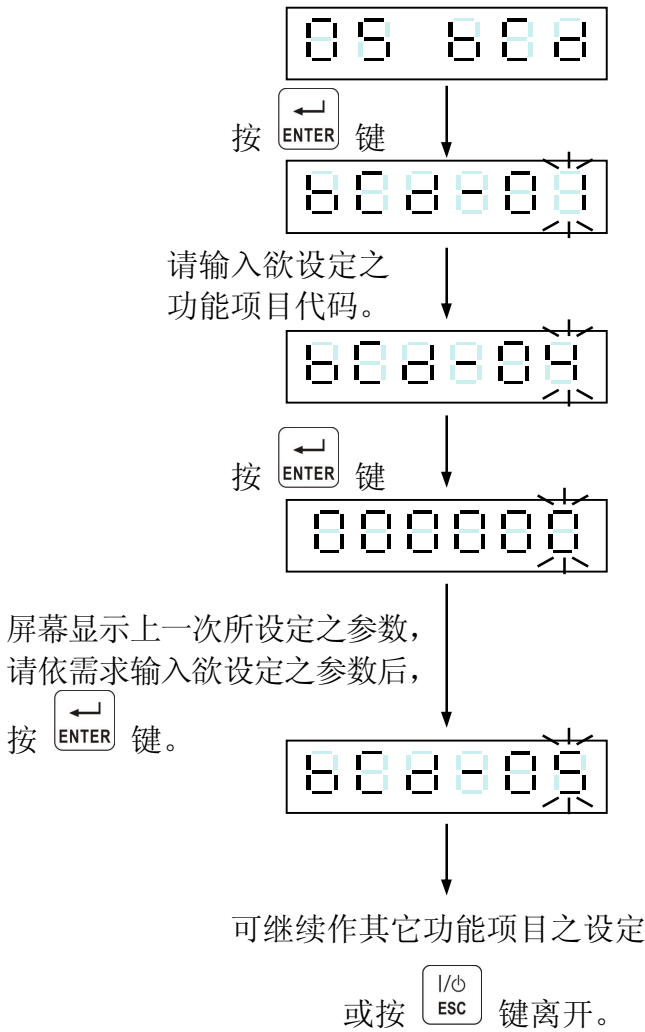 05 bCd
按 ENTER 键
bCd-01
请输入欲设定之
功能项目代码。
bCd-04
按 ENTER 键
000000
屏幕显示上一次所设定之参数，
请依需求输入欲设定之参数后，
按 ENTER 键。
bCd-05
可继续作其它功能项目之设定
I/⏻
或按 ESC 键离开。